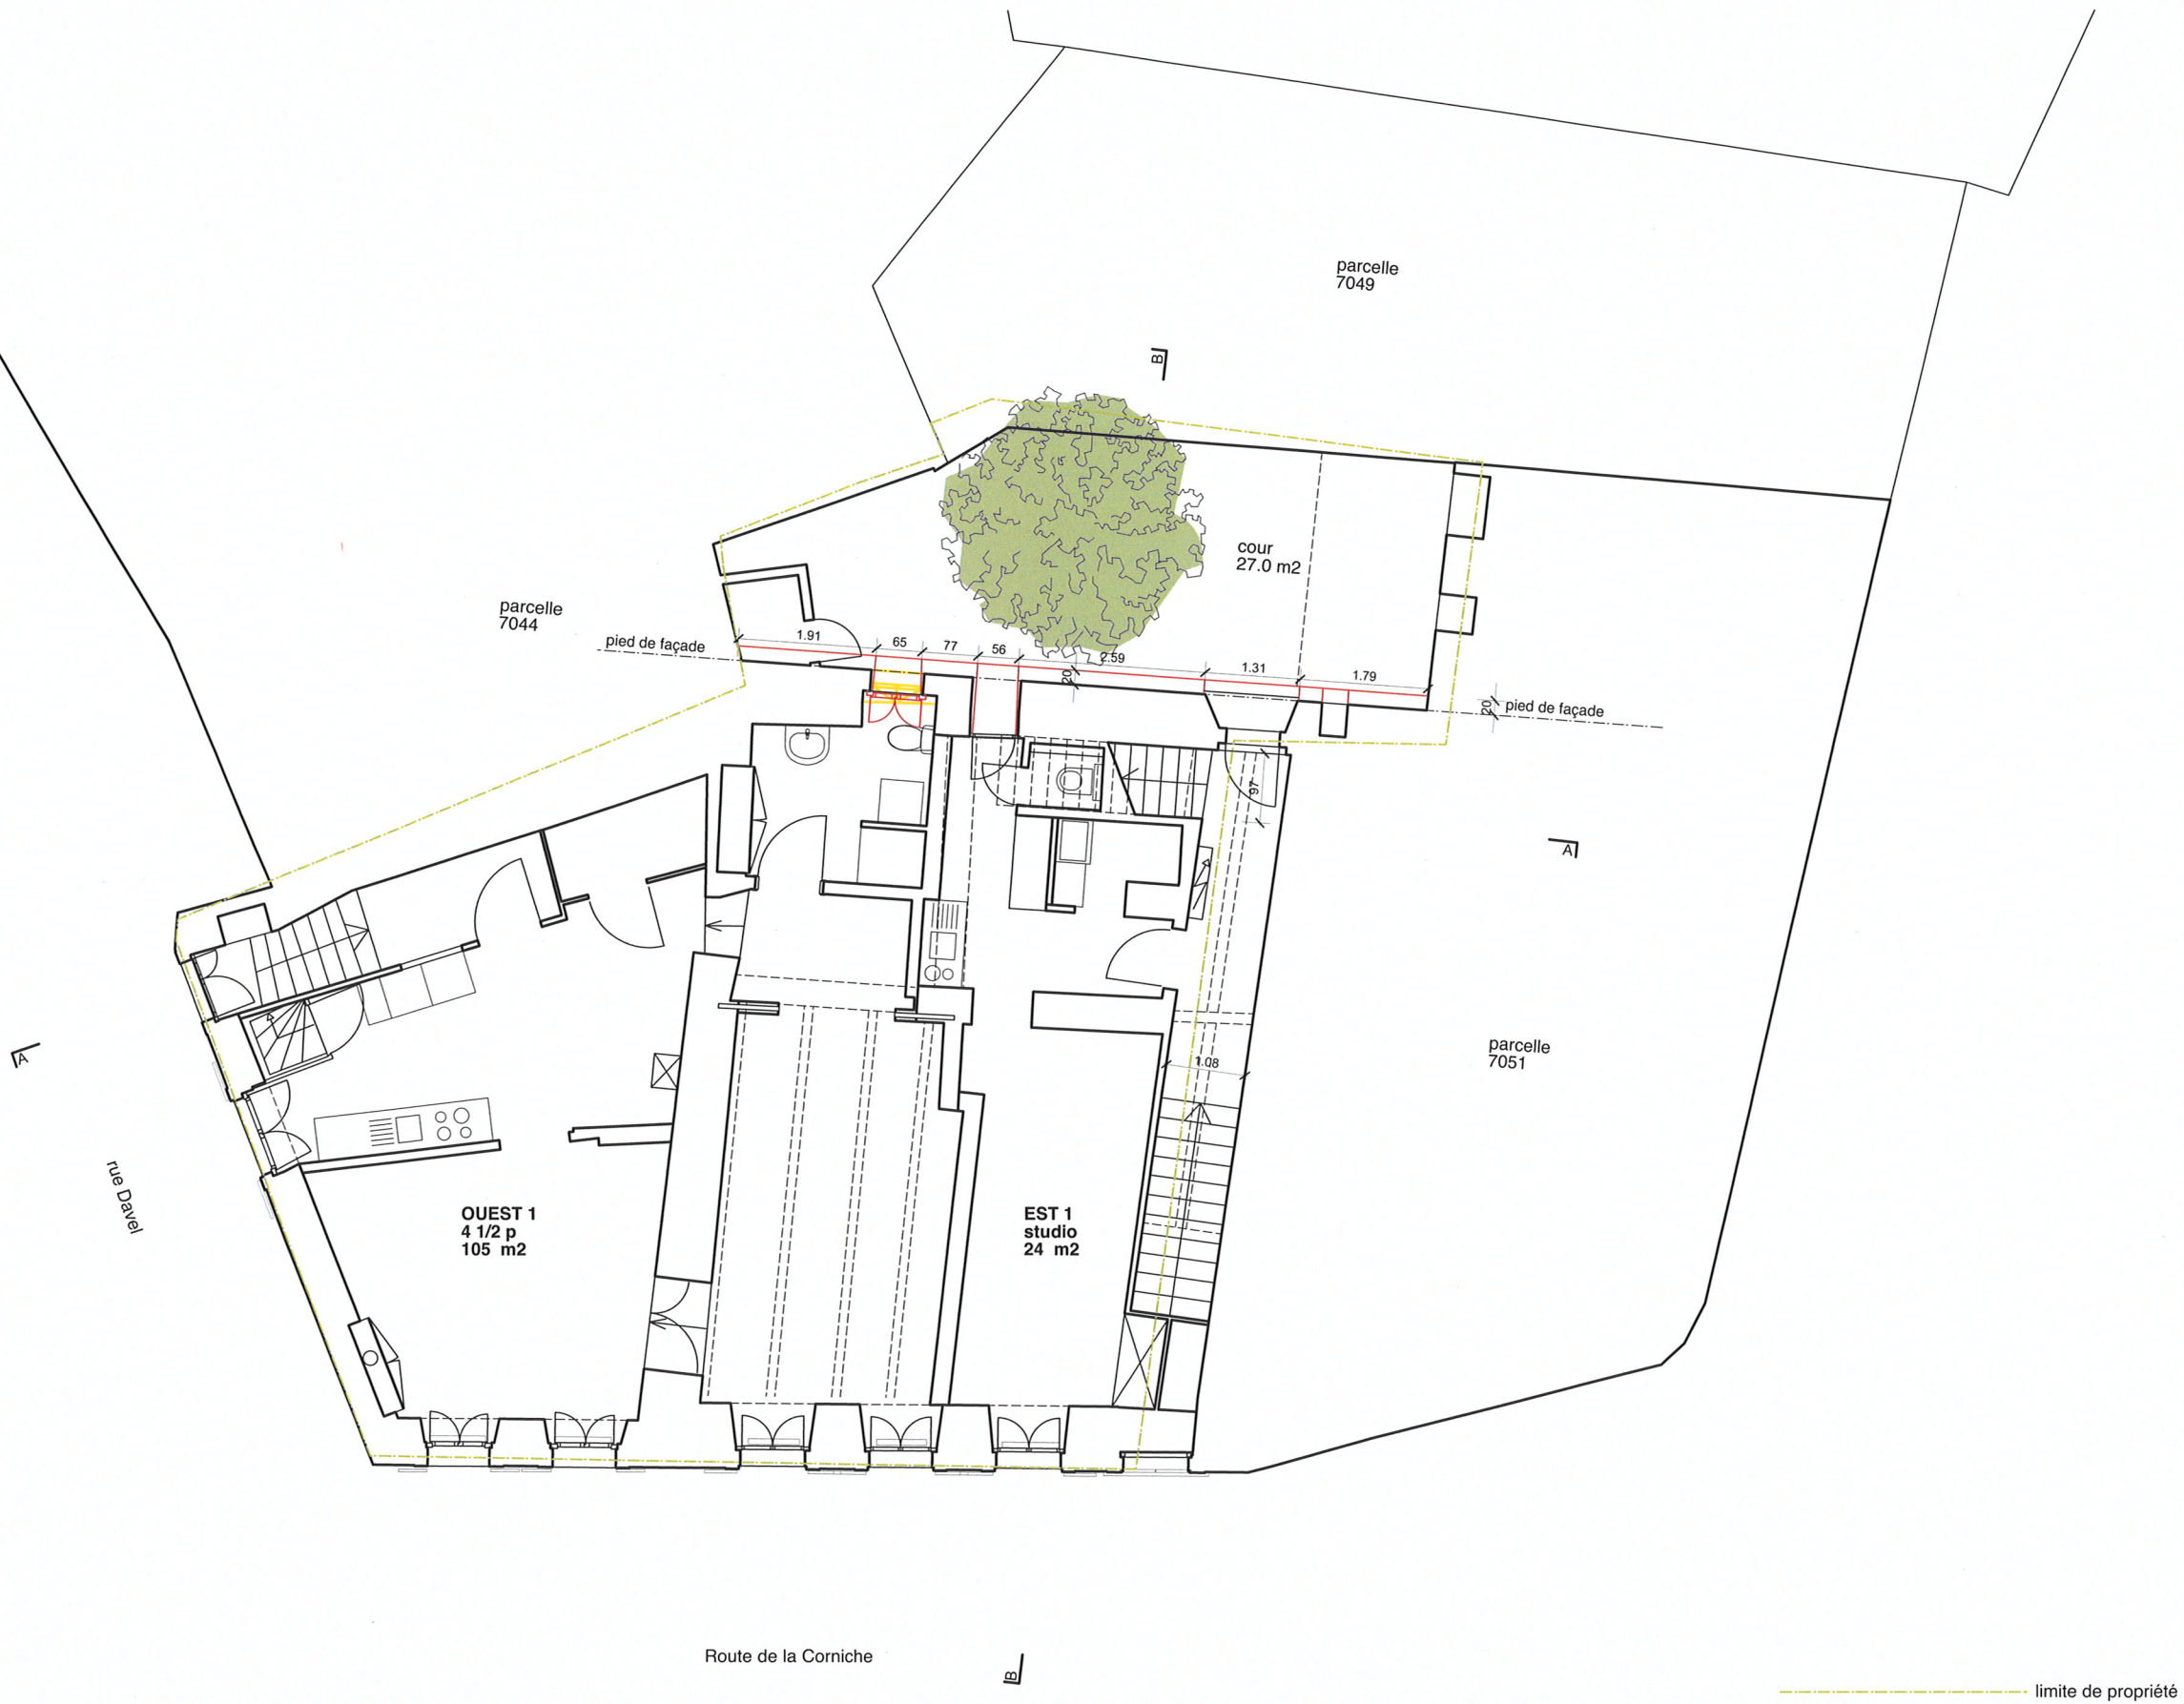 parcelle
7049
B
cour
27.0 m2
parcelle
7044
pied de façade
1.91
65
77
56
2.59
1.31
1.79
20
20
pied de façade
97
A
A
parcelle
7051
1.08
rue Davel
OUEST 1
4 1/2 p
105 m2
EST 1
studio
24 m2
Route de la Corniche
B
limite de propriété